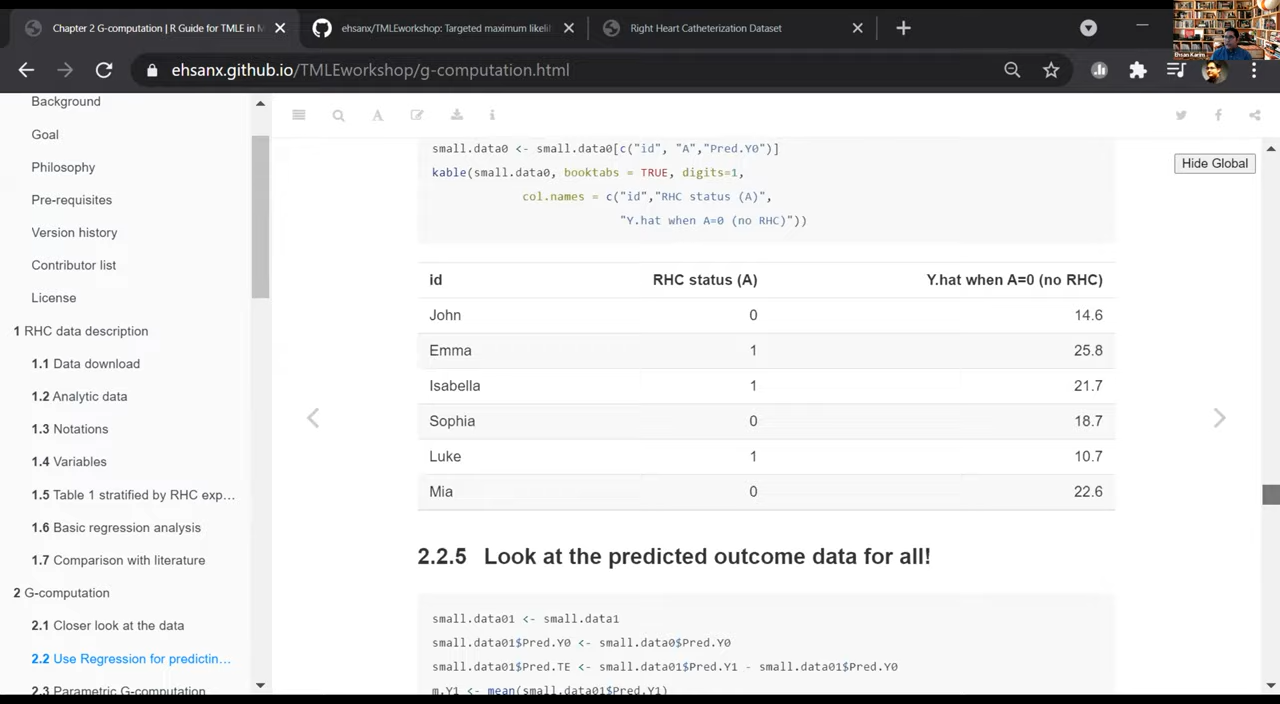 Chapter 2 G-computation | R Guide for TMLE in M
ehsanx/TMLEworkshop: Targeted maximum likeli
Right Heart Catheterization Dataset
ehsanx.github.io/TMLEworkshop/g-computation.html
Ehsan Karim
Background
Goal
Philosophy
Pre-requisites
Version history
Contributor list
License
1 RHC data description
1.1 Data download
1.2 Analytic data
1.3 Notations
1.4 Variables
1.5 Table 1 stratified by RHC exp...
1.6 Basic regression analysis
1.7 Comparison with literature
2 G-computation
2.1 Closer look at the data
2.2 Use Regression for predictin...
2.3 Parametric G-computation
Hide Global
small.data0 <- small.data0[c("id", "A","Pred.Y0")]
kable(small.data0, booktabs = TRUE, digits=1,
col.names = c("id","RHC status (A)",
"Y.hat when A=0 (no RHC)"))
id RHC status (A) Y.hat when A=0 (no RHC)
John 0 14.6
Emma 1 25.8
Isabella 1 21.7
Sophia 0 18.7
Luke 1 10.7
Mia 0 22.6
2.2.5 Look at the predicted outcome data for all!
small.data01 <- small.data1
small.data01$Pred.Y0 <- small.data0$Pred.Y0
small.data01$Pred.TE <- small.data01$Pred.Y1 - small.data01$Pred.Y0
m.Y1 <- mean(small.data01$Pred.Y1)